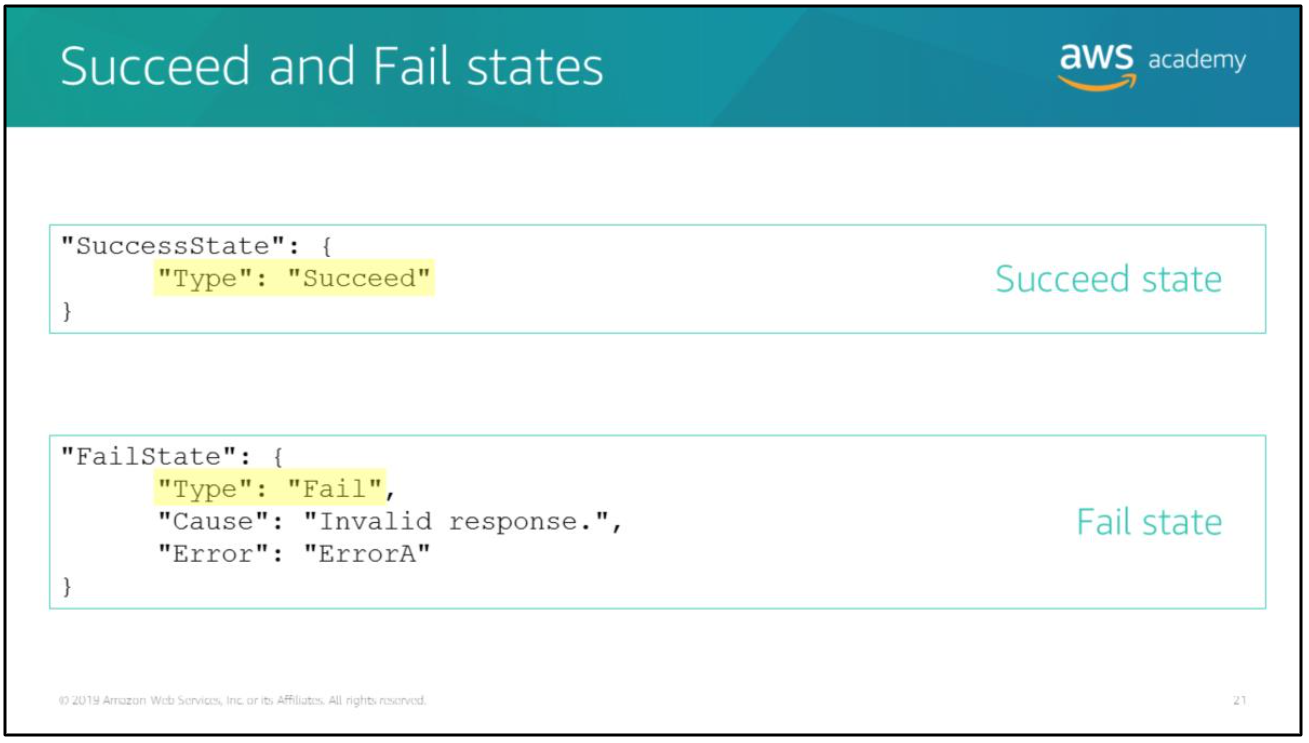 Succeed and Fail states
aws academy
"SuccessState": {
"Type": "Succeed"
}
Succeed state
"FailState": {
"Type": "Fail",
"Cause": "Invalid response.",
"Error": "ErrorA"
}
Fail state
© 2019 Amazon Web Services, Inc. or its Affiliates. All rights reserved.
21